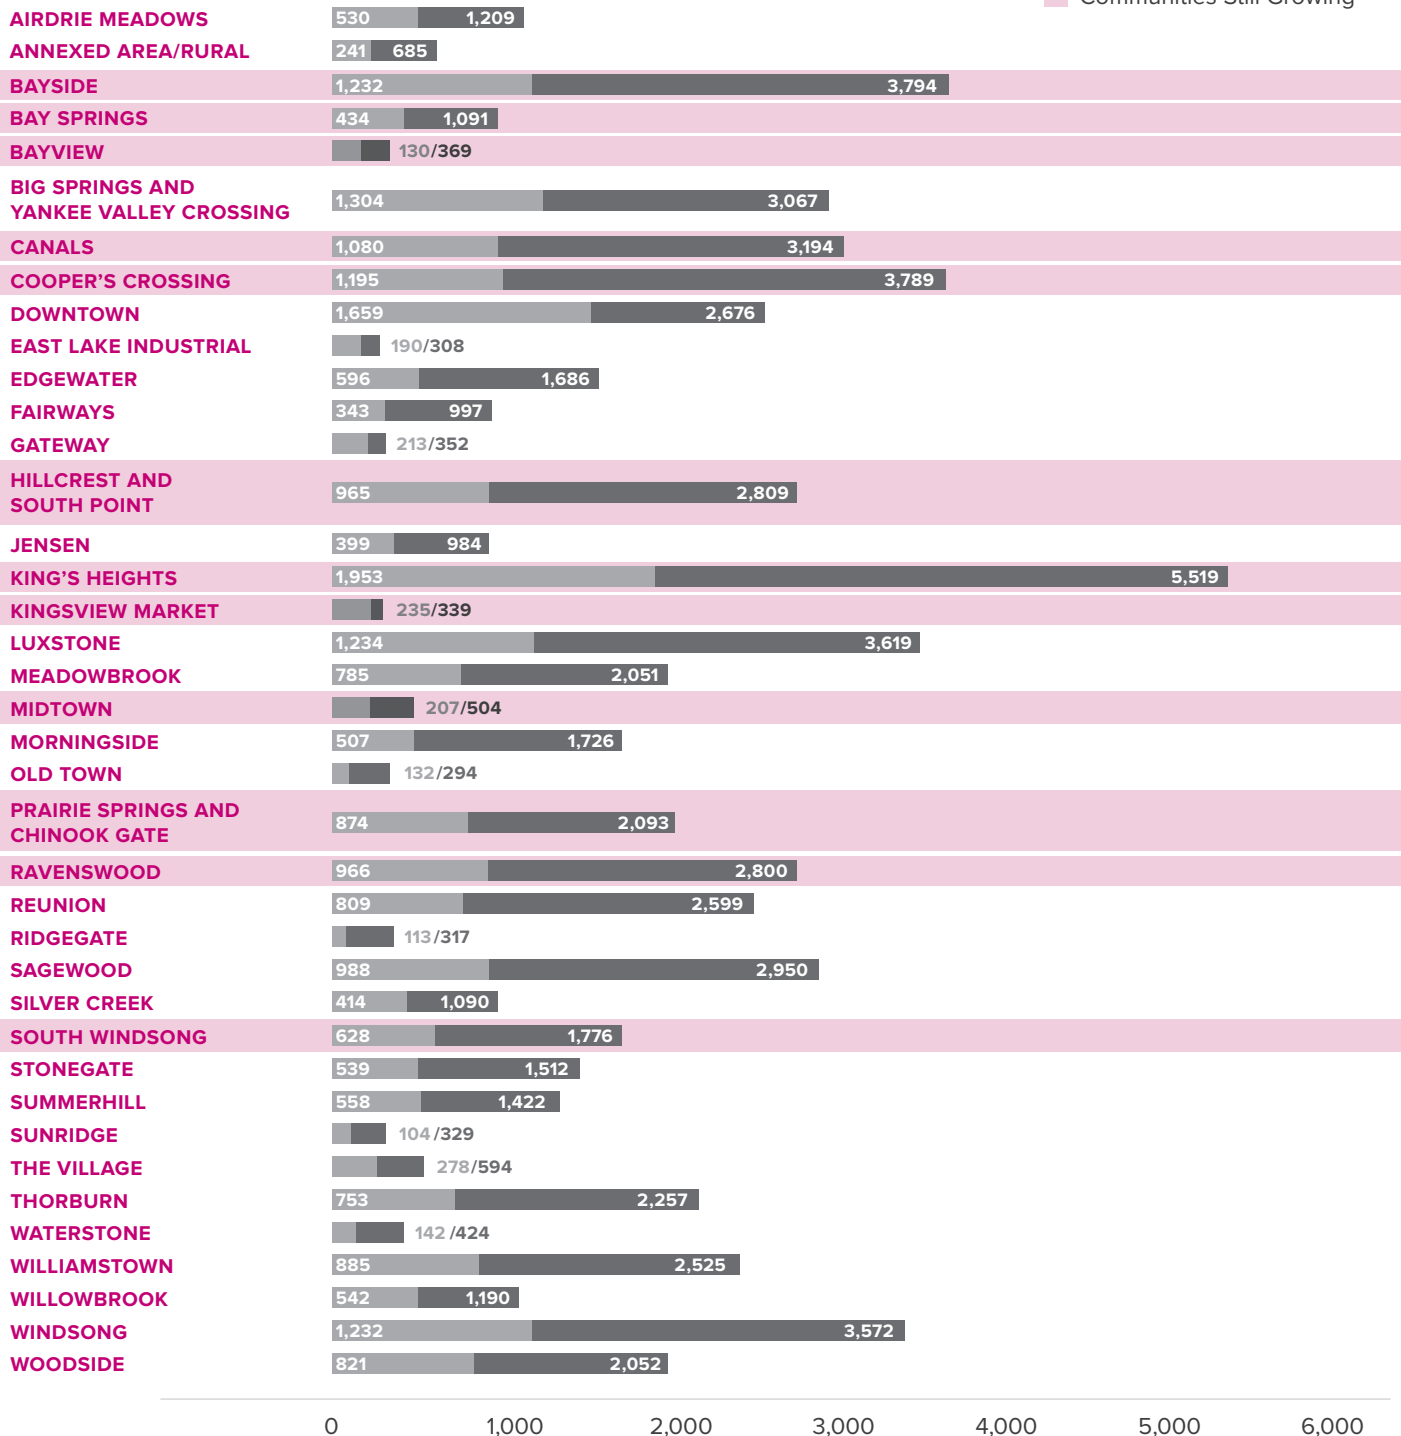 Communities Still Growing
AIRDRIE MEADOWS 530 1,209
ANNEXED AREA/RURAL 241 685
BAYSIDE 1,232 3,794
BAY SPRINGS 434 1,091
BAYVIEW 130/369
BIG SPRINGS AND
YANKEE VALLEY CROSSING 1,304 3,067
CANALS 1,080 3,194
COOPER’S CROSSING 1,195 3,789
DOWNTOWN 1,659 2,676
EAST LAKE INDUSTRIAL 190/308
EDGEWATER 596 1,686
FAIRWAYS 343 997
GATEWAY 213/352
HILLCREST AND
SOUTH POINT 965 2,809
JENSEN 399 984
KING’S HEIGHTS 1,953 5,519
KINGSVIEW MARKET 235/339
LUXSTONE 1,234 3,619
MEADOWBROOK 785 2,051
MIDTOWN 207/504
MORNINGSIDE 507 1,726
OLD TOWN 132/294
PRAIRIE SPRINGS AND
CHINOOK GATE 874 2,093
RAVENSWOOD 966 2,800
REUNION 809 2,599
RIDGEGATE 113/317
SAGEWOOD 988 2,950
SILVER CREEK 414 1,090
SOUTH WINDSONG 628 1,776
STONEGATE 539 1,512
SUMMERHILL 558 1,422
SUNRIDGE 104/329
THE VILLAGE 278/594
THORBURN 753 2,257
WATERSTONE 142 /424
WILLIAMSTOWN 885 2,525
WILLOWBROOK 542 1,190
WINDSONG 1,232 3,572
WOODSIDE 821 2,052
0 1,000 2,000 3,000 4,000 5,000 6,000